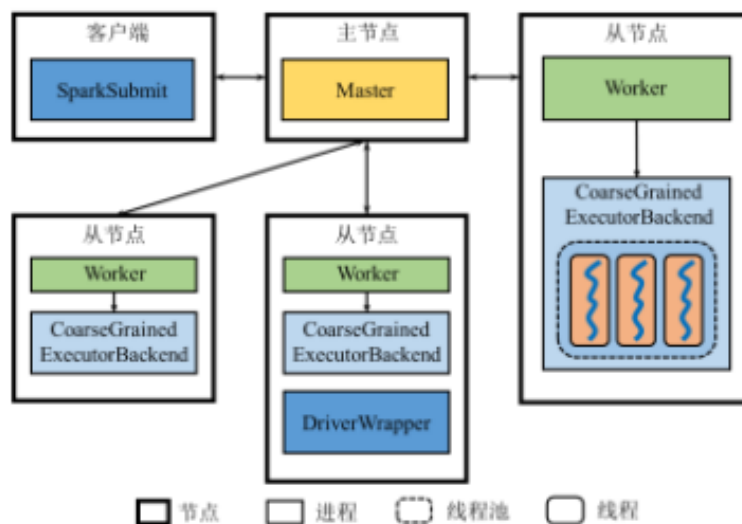 客户端
SparkSubmit
主节点
Master
从节点
Worker
CoarseGrained
ExecutorBackend
从节点
Worker
CoarseGrained
ExecutorBackend
从节点
Worker
CoarseGrained
ExecutorBackend
DriverWrapper
节点
进程
线程池
线程